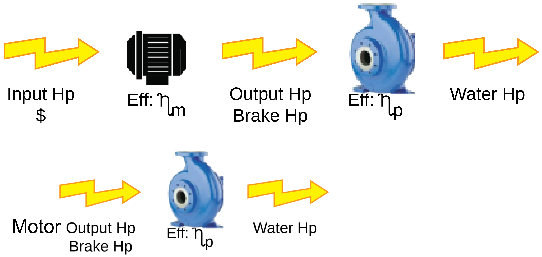 Input Hp
$
Eff: ηm
Output Hp
Brake Hp
Eff: ηp
Water Hp
Motor Output Hp
Brake Hp
Eff: ηp
Water Hp